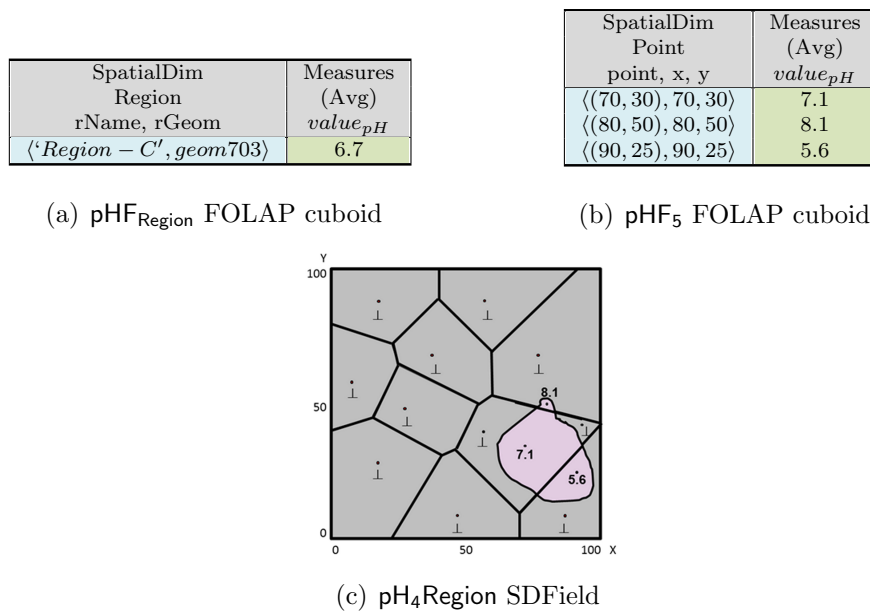 SpatialDim Measures
Region (Avg)
rName, rGeom value_pH
⟨‘Region − C′, geom703⟩ 6.7
(a) pHF_Region FOLAP cuboid
SpatialDim Measures
Point (Avg)
point, x, y value_pH
⟨(70, 30), 70, 30⟩ 7.1
⟨(80, 50), 80, 50⟩ 8.1
⟨(90, 25), 90, 25⟩ 5.6
(b) pHF_5 FOLAP cuboid
Y
100
⊥ ⊥
⊥ ⊥
⊥ 8.1
50 ⊥ ⊥ ⊥
7.1
⊥ 5.6
⊥ ⊥
0
0 50 100 X
(c) pH_4Region SDField